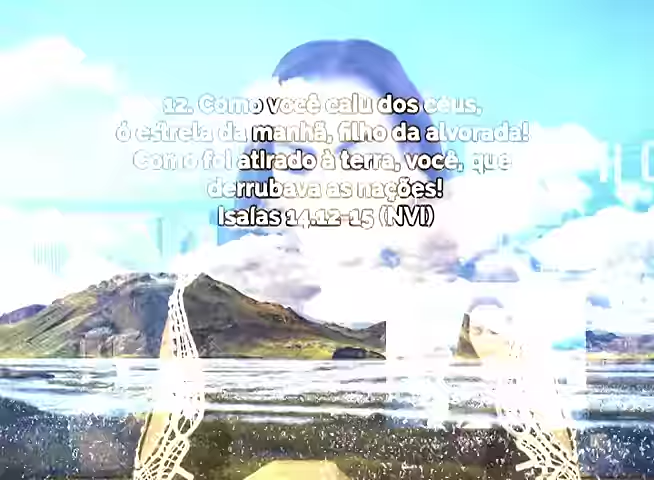 12. Como você caiu dos céus,
ó estrela da manhã, filho da alvorada!
Como foi atirado à terra, você, que
derrubava as nações!
Isaías 14.12-15 (NVI)